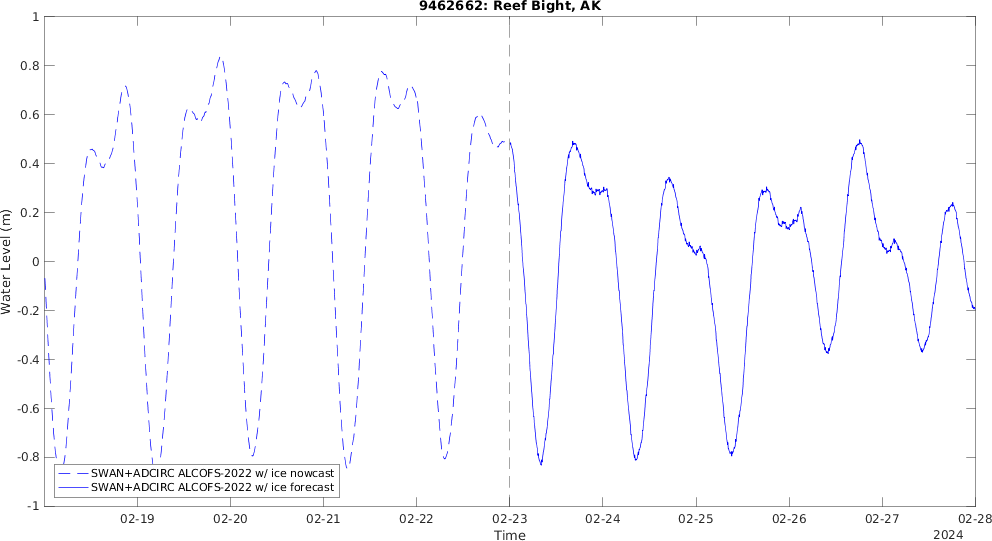 9462662: Reef Bight, AK
1
0.8
0.6
0.4
0.2
0
-0.2
-0.4
-0.6
-0.8
-1
Water Level (m)
SWAN+ADCIRC ALCOFS-2022 w/ ice nowcast
SWAN+ADCIRC ALCOFS-2022 w/ ice forecast
02-19 02-20 02-21 02-22 02-23 02-24 02-25 02-26 02-27 02-28
Time
2024